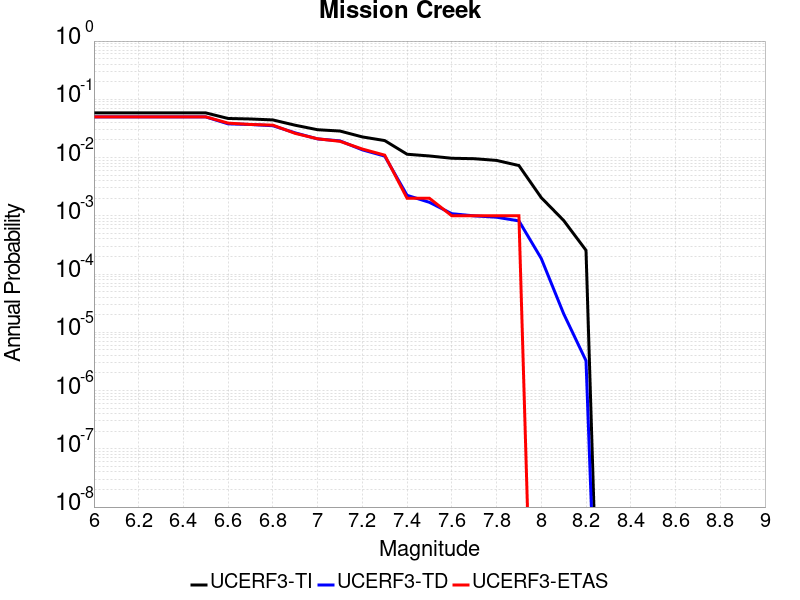 Mission Creek
10 0
10 -1
10 -2
10 -3
10 -4
10 -5
10 -6
10 -7
10 -8
Annual Probability
6 6.2 6.4 6.6 6.8 7 7.2 7.4 7.6 7.8 8 8.2 8.4 8.6 8.8 9
Magnitude
UCERF3-TI UCERF3-TD UCERF3-ETAS